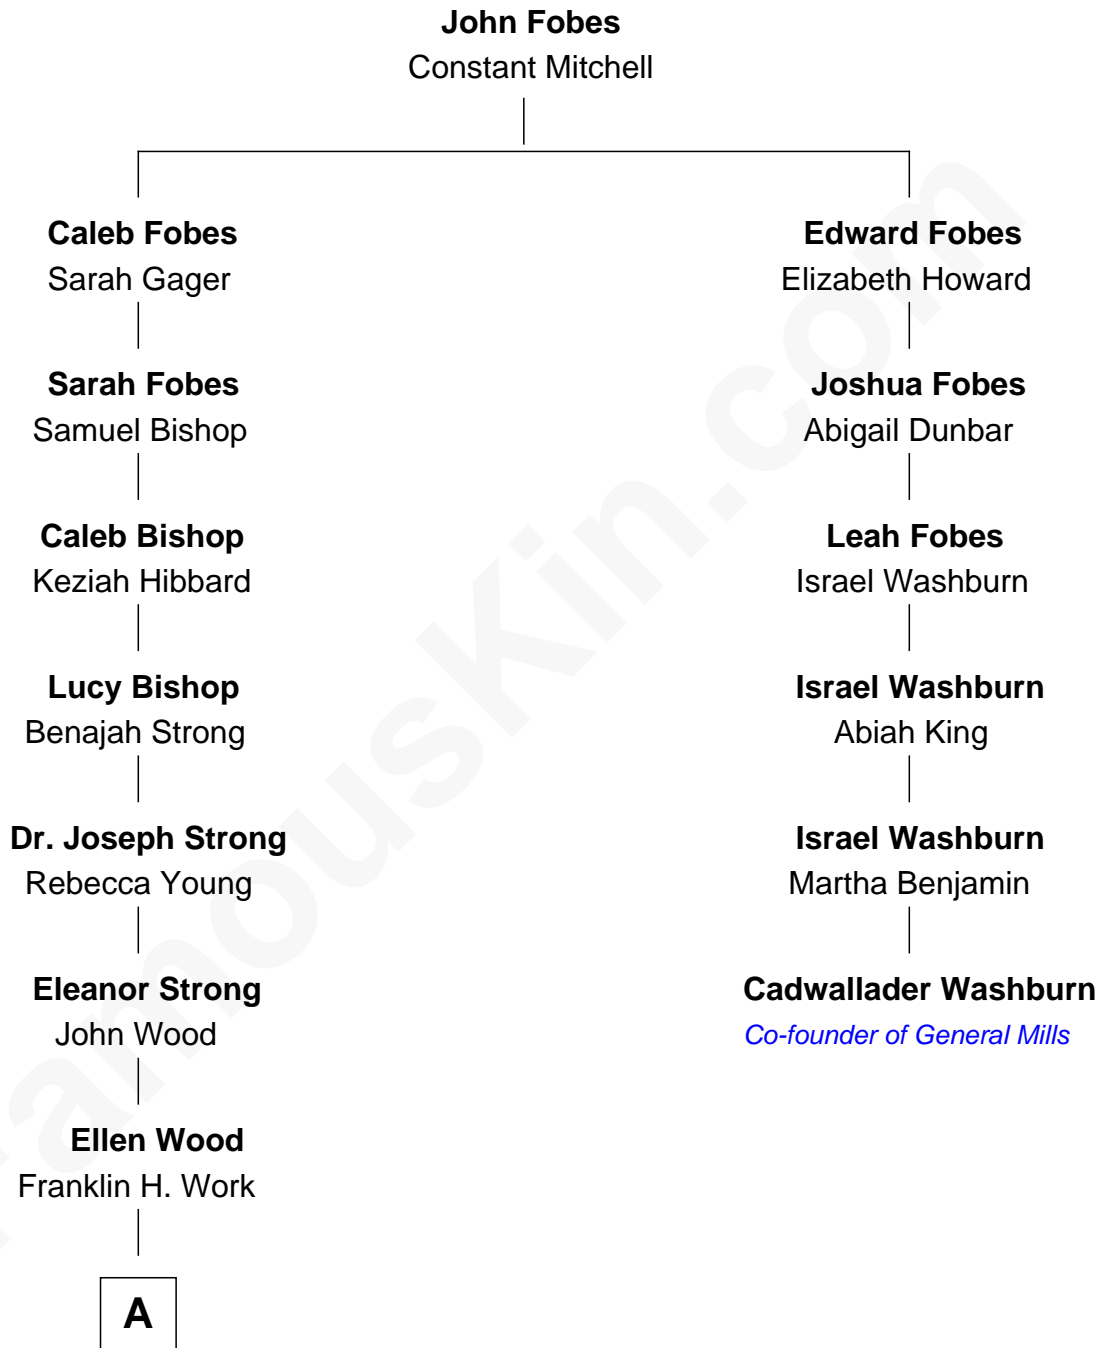 John Fobes
Constant Mitchell
Caleb Fobes
Sarah Gager
Edward Fobes
Elizabeth Howard
Sarah Fobes
Samuel Bishop
Joshua Fobes
Abigail Dunbar
Caleb Bishop
Keziah Hibbard
Leah Fobes
Israel Washburn
Lucy Bishop
Benajah Strong
Israel Washburn
Abiah King
Dr. Joseph Strong
Rebecca Young
Israel Washburn
Martha Benjamin
Eleanor Strong
John Wood
Cadwallader Washburn
Co-founder of General Mills
Ellen Wood
Franklin H. Work
A
FamousKin.com